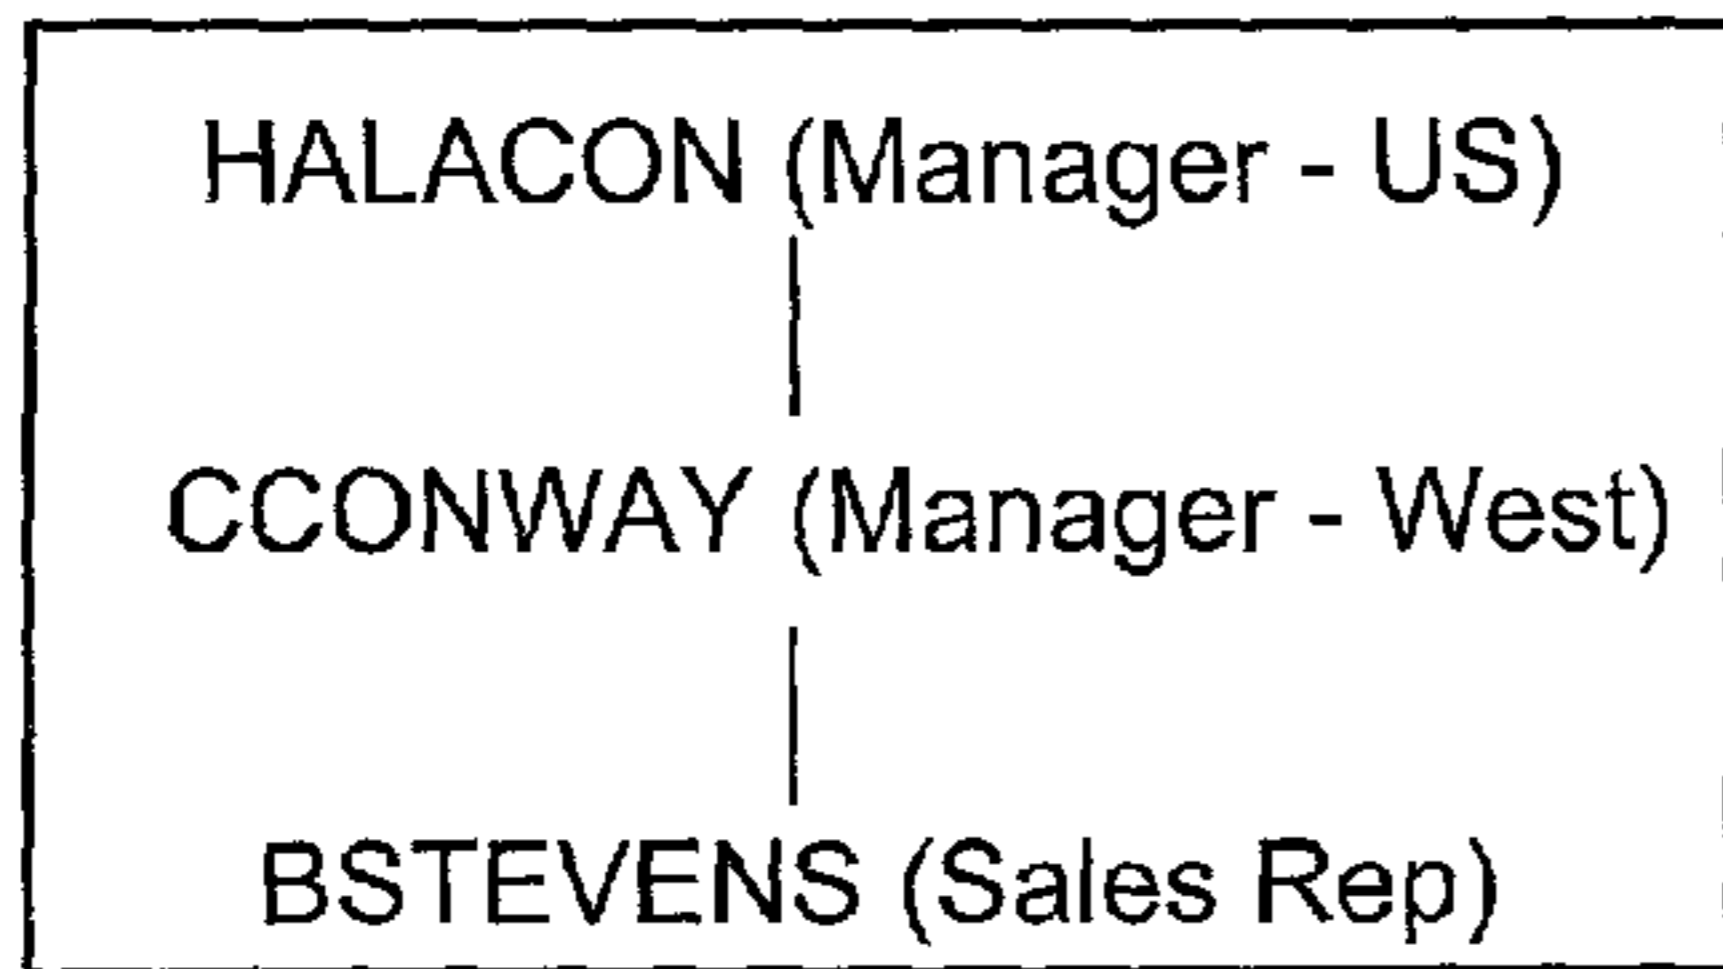 HALACON (Manager - US)
CCONWAY (Manager - West)
BSTEVENS (Sales Rep)